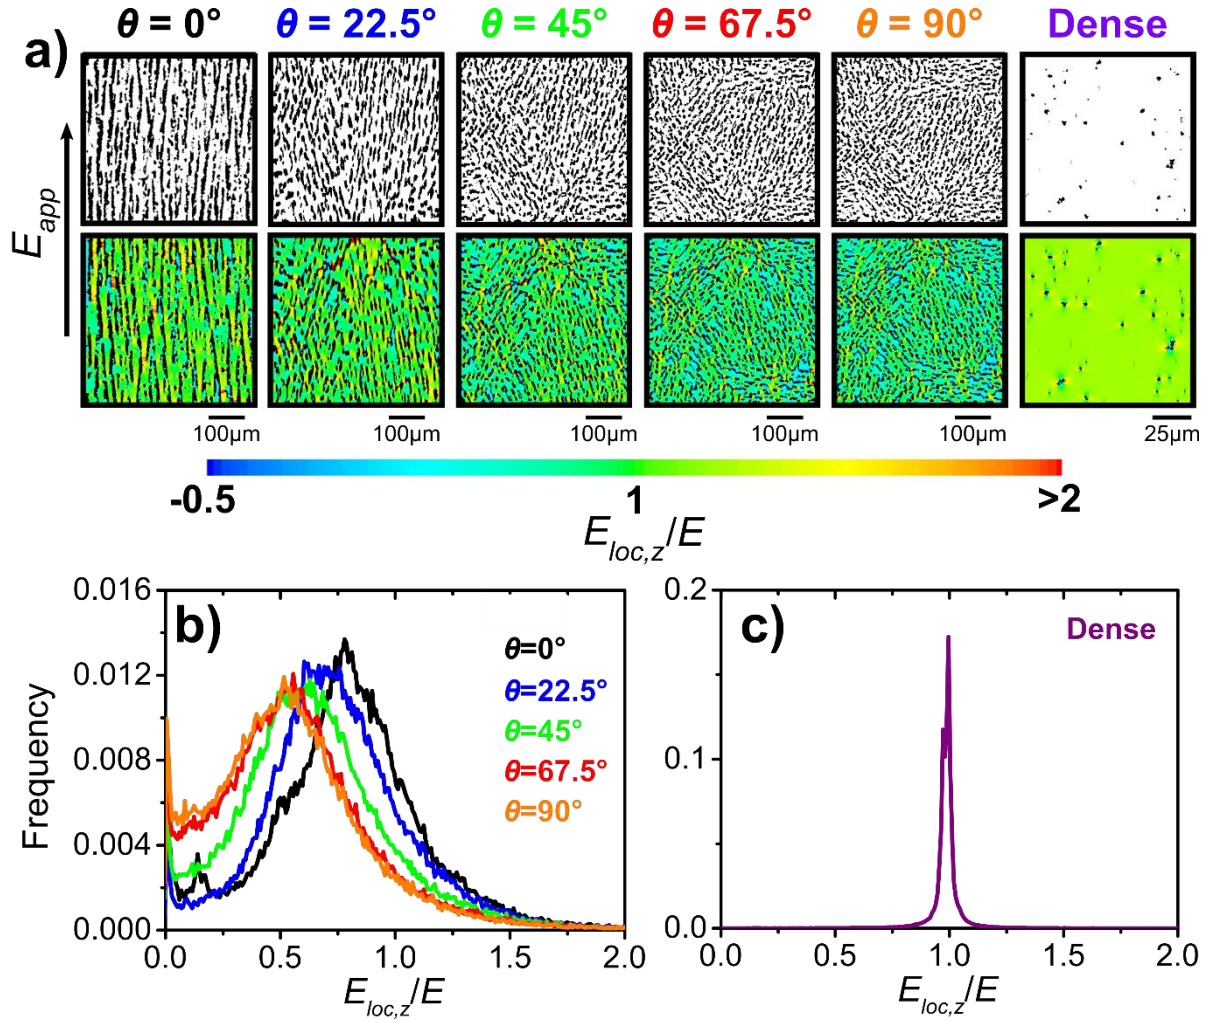 θ = 0° θ = 22.5° θ = 45° θ = 67.5° θ = 90° Dense
a)
E_app
100μm 100μm 100μm 100μm 100μm 25μm
-0.5 1 >2
E_loc,z/E
b)
Frequency
0.016
0.012
0.008
0.004
0.000
θ=0°
θ=22.5°
θ=45°
θ=67.5°
θ=90°
0.0 0.5 1.0 1.5 2.0
E_loc,z/E
c)
Dense
0.2
0.1
0.0
0.0 0.5 1.0 1.5 2.0
E_loc,z/E